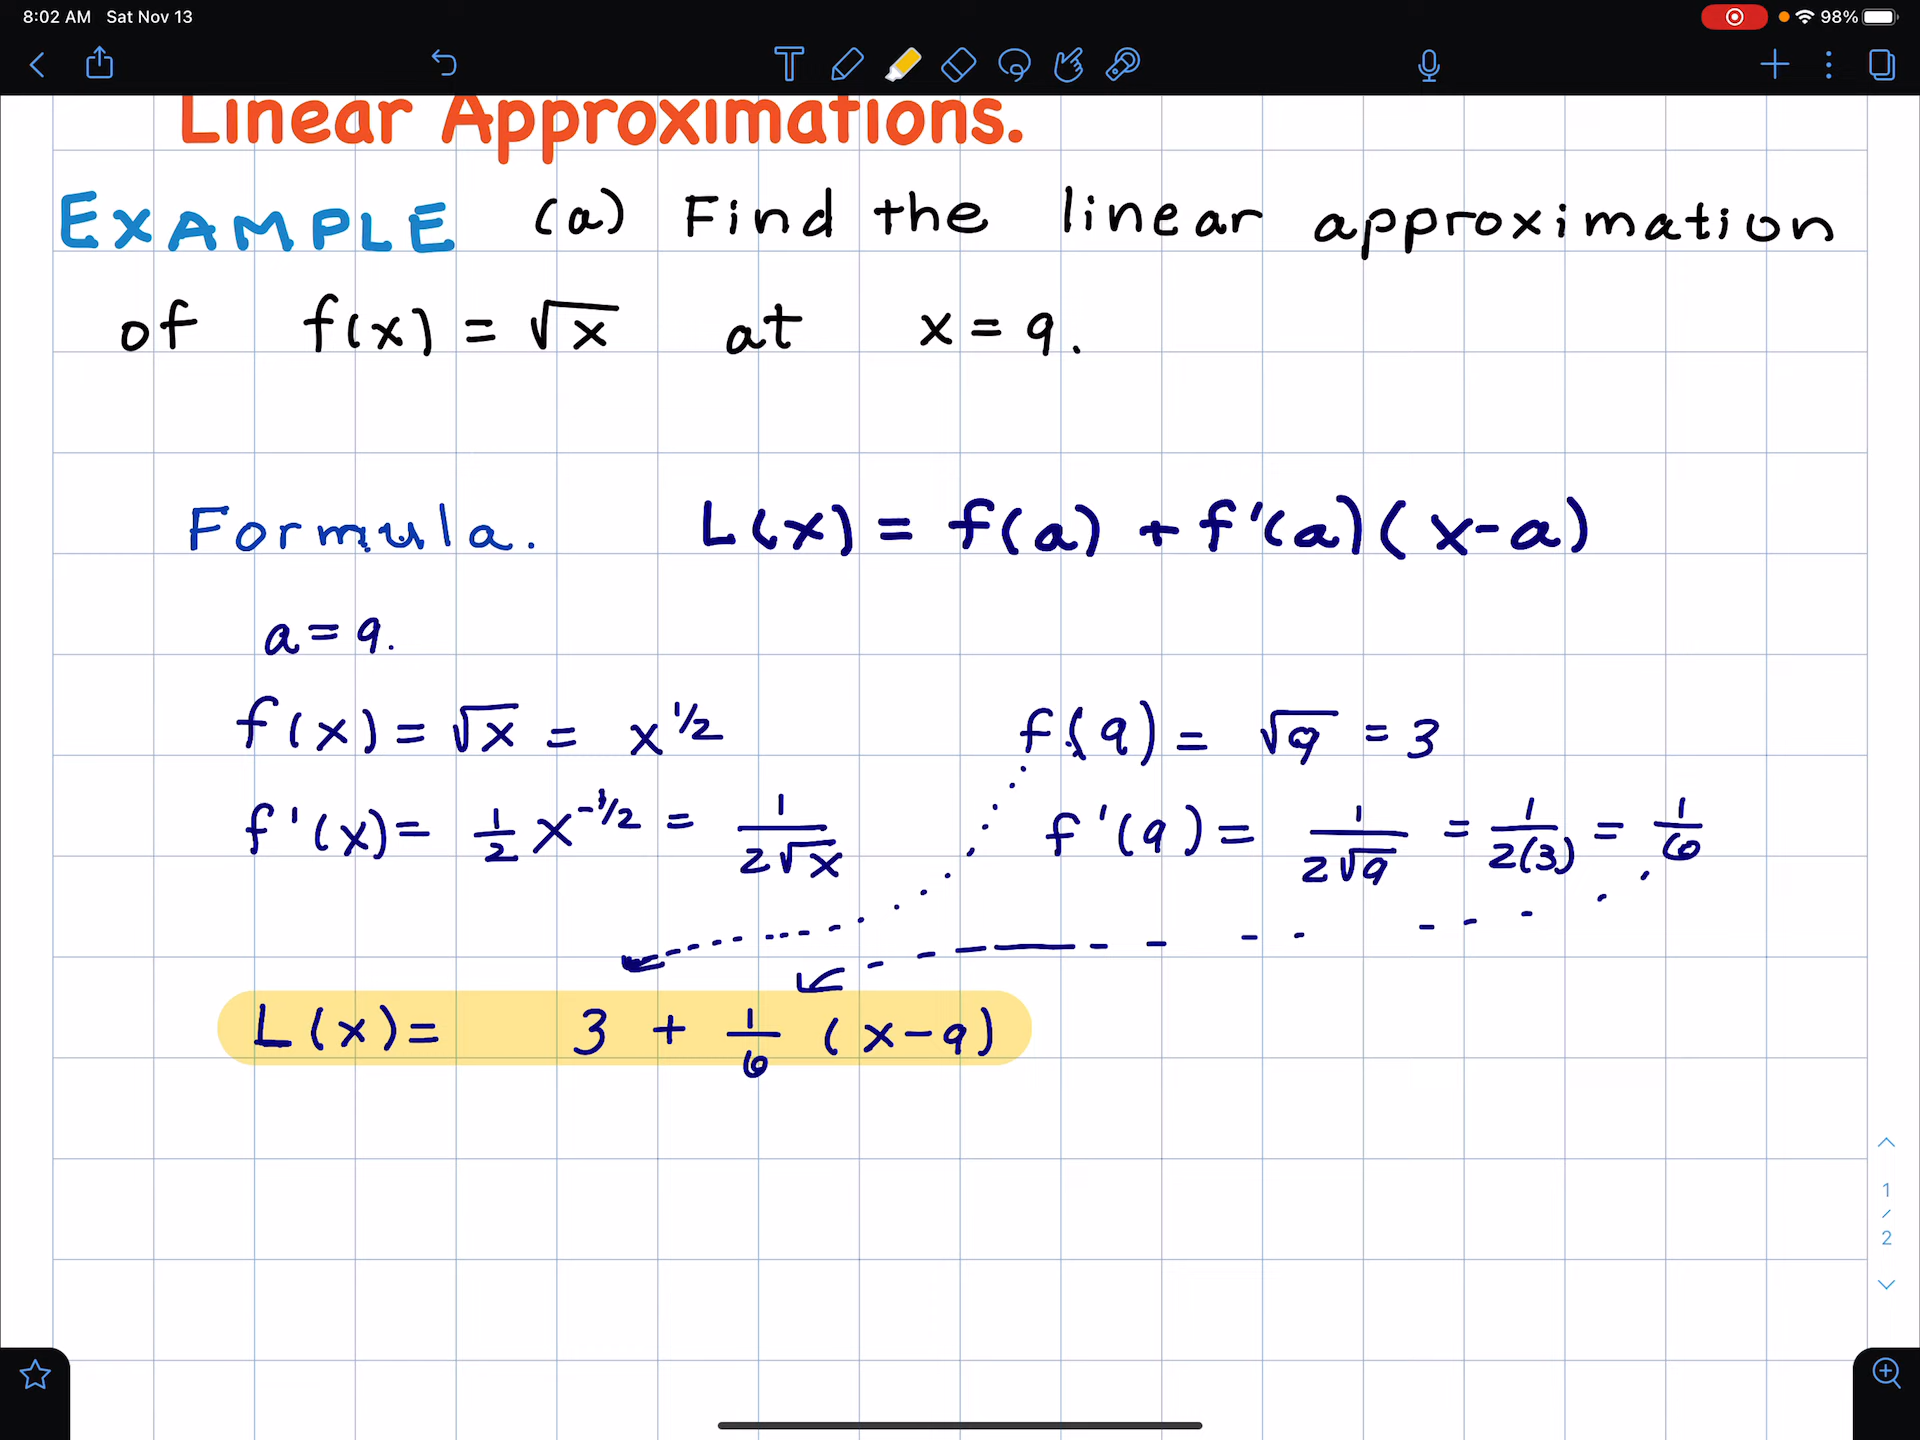 8:02 AM Sat Nov 13 98%
Linear Approximations.
EXAMPLE (a) Find the linear approximation
of f(x) = √x at x = 9.
Formula. L(x) = f(a) + f'(a)(x-a)
a = 9.
f(x) = √x = x^1/2 f(9) = √9 = 3
f'(x) = 1/2 x^-1/2 = 1/(2√x) f'(9) = 1/(2√9) = 1/(2(3)) = 1/6
L(x) = 3 + 1/6 (x-9)
1
/
2